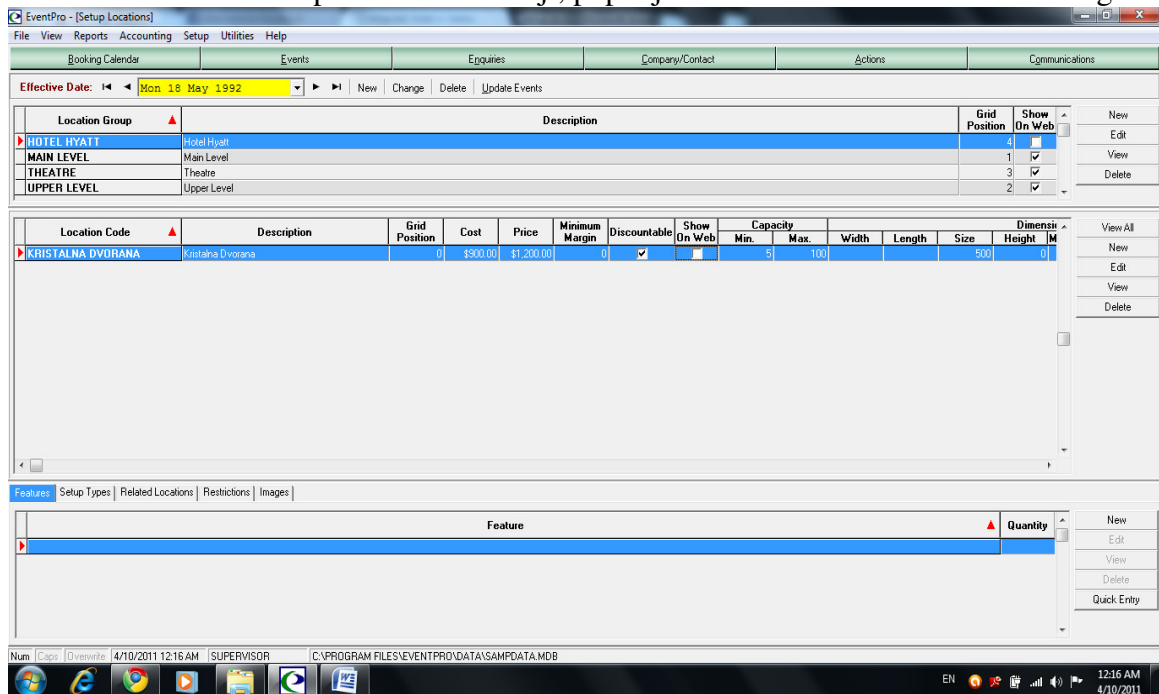 EventPro - [Setup Locations]
File View Reports Accounting Setup Utilities Help
Booking Calendar Events Enquiries Company/Contact Actions Communications
Effective Date: Mon 18 May 1992 New Change Delete Update Events
Location Group Description Grid Position Show On Web New
HOTEL HYATT Hotel Hyatt 4 Edit
MAIN LEVEL Main Level 1 View
THEATRE Theatre 3 Delete
UPPER LEVEL Upper Level 2
Location Code Description Grid Position Cost Price Minimum Margin Discountable Show On Web Capacity Min. Max. Width Length Size Dimensi Height M View All
KRISTALNA DVORANA Kristalna Dvorana 0 $900.00 $1,200.00 0 5 100 500 0 New
Edit
View
Delete
Features Setup Types Related Locations Restrictions Images
Feature Quantity New
Edit
View
Delete
Quick Entry
Num Caps Overwrite 4/10/2011 12:16 AM SUPERVISOR C:\PROGRAM FILES\EVENTPRO\DATA\SAMPDATA.MDB
EN 12:16 AM
4/10/2011